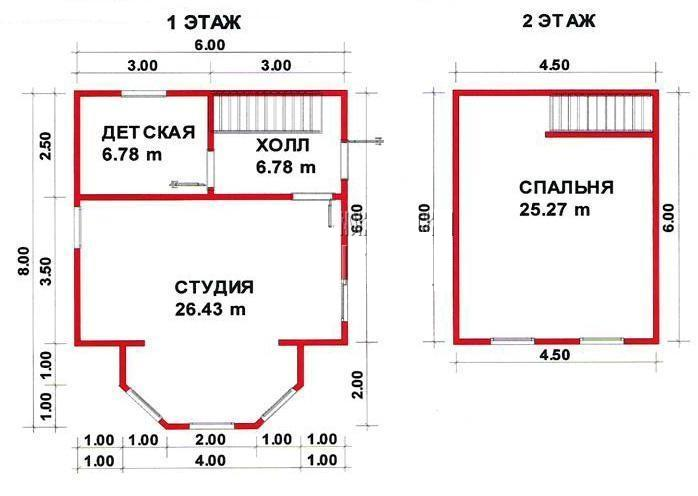 1 ЭТАЖ
6.00
3.00 3.00
2.50
ДЕТСКАЯ
6.78 m
ХОЛЛ
6.78 m
8.00
3.50
6.00
СТУДИЯ
26.43 m
1.00
1.00
2.00
1.00 1.00 2.00 1.00 1.00
1.00 4.00 1.00
2 ЭТАЖ
4.50
6.00
СПАЛЬНЯ
25.27 m
6.00
4.50